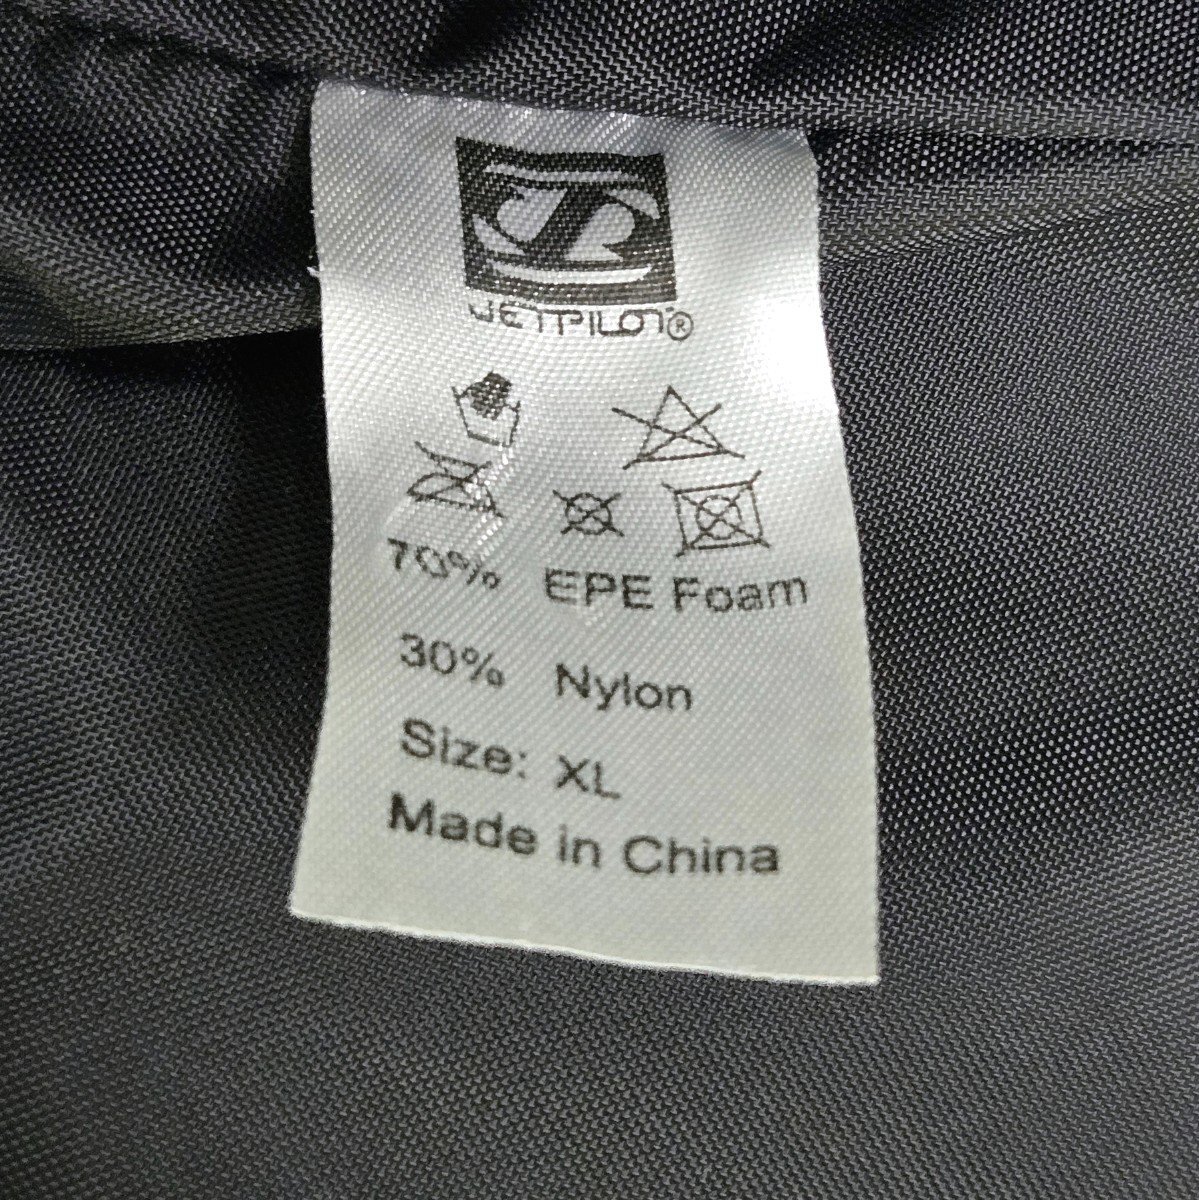 JETPILOT®
70% EPE Foam
30% Nylon
Size: XL
Made in China